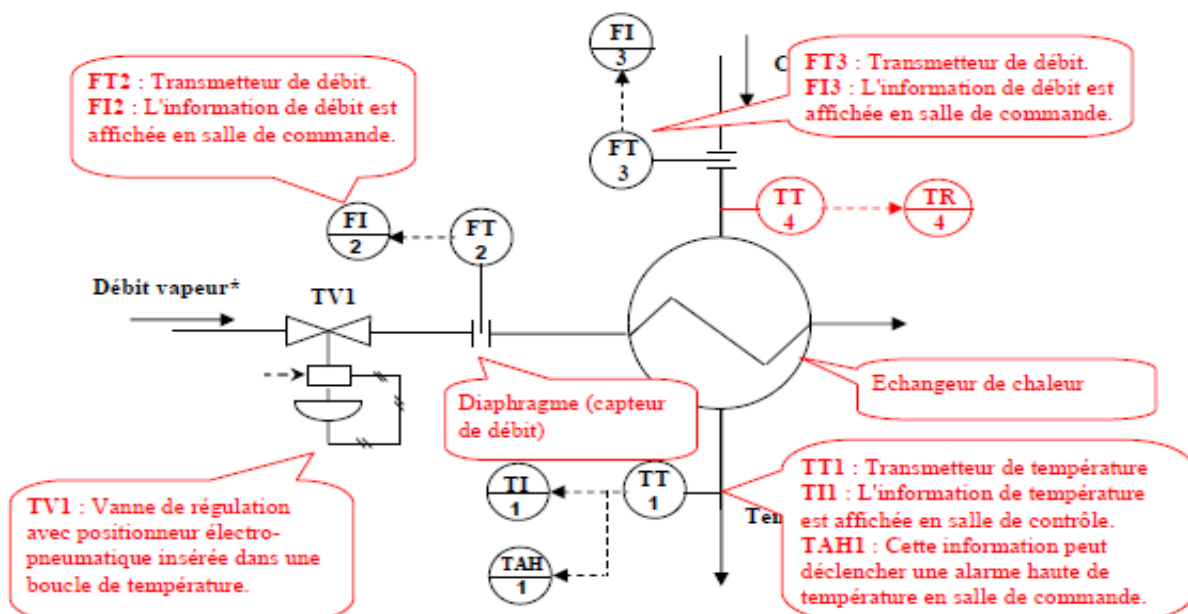 FI
3
FT2 : Transmetteur de débit.
FI2 : L'information de débit est
affichée en salle de commande.
FT3 : Transmetteur de débit.
FI3 : L'information de débit est
affichée en salle de commande.
FT
3
TT
4
TR
4
FI
2
FT
2
Débit vapeur*
TV1
Echangeur de chaleur
Diaphragme (capteur
de débit)
TI
1
TT
1
TAH
1
TV1 : Vanne de régulation
avec positionneur électro-
pneumatique insérée dans une
boucle de température.
TT1 : Transmetteur de température
TI1 : L'information de température
est affichée en salle de contrôle.
TAH1 : Cette information peut
déclencher une alarme haute de
température en salle de commande.